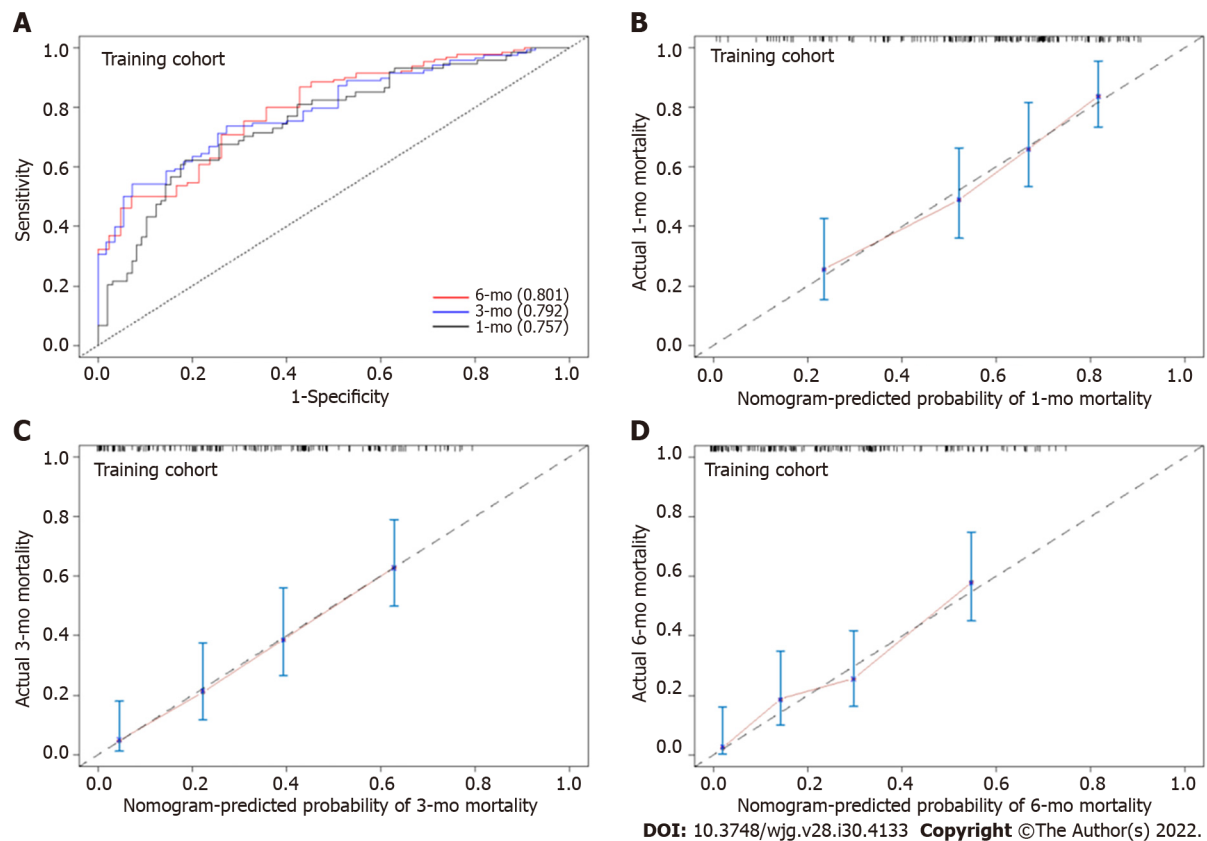 A
Training cohort
1.0
0.8
0.6
0.4
0.2
0.0
Sensitivity
6-mo (0.801)
3-mo (0.792)
1-mo (0.757)
0.0 0.2 0.4 0.6 0.8 1.0
1-Specificity
B
Training cohort
1.0
0.8
0.6
0.4
0.2
0.0
Actual 1-mo mortality
0.0 0.2 0.4 0.6 0.8 1.0
Nomogram-predicted probability of 1-mo mortality
C
Training cohort
1.0
0.8
0.6
0.4
0.2
0.0
Actual 3-mo mortality
0.0 0.2 0.4 0.6 0.8 1.0
Nomogram-predicted probability of 3-mo mortality
D
Training cohort
1.0
0.8
0.6
0.4
0.2
0.0
Actual 6-mo mortality
0.0 0.2 0.4 0.6 0.8 1.0
Nomogram-predicted probability of 6-mo mortality
DOI: 10.3748/wjg.v28.i30.4133 Copyright ©The Author(s) 2022.